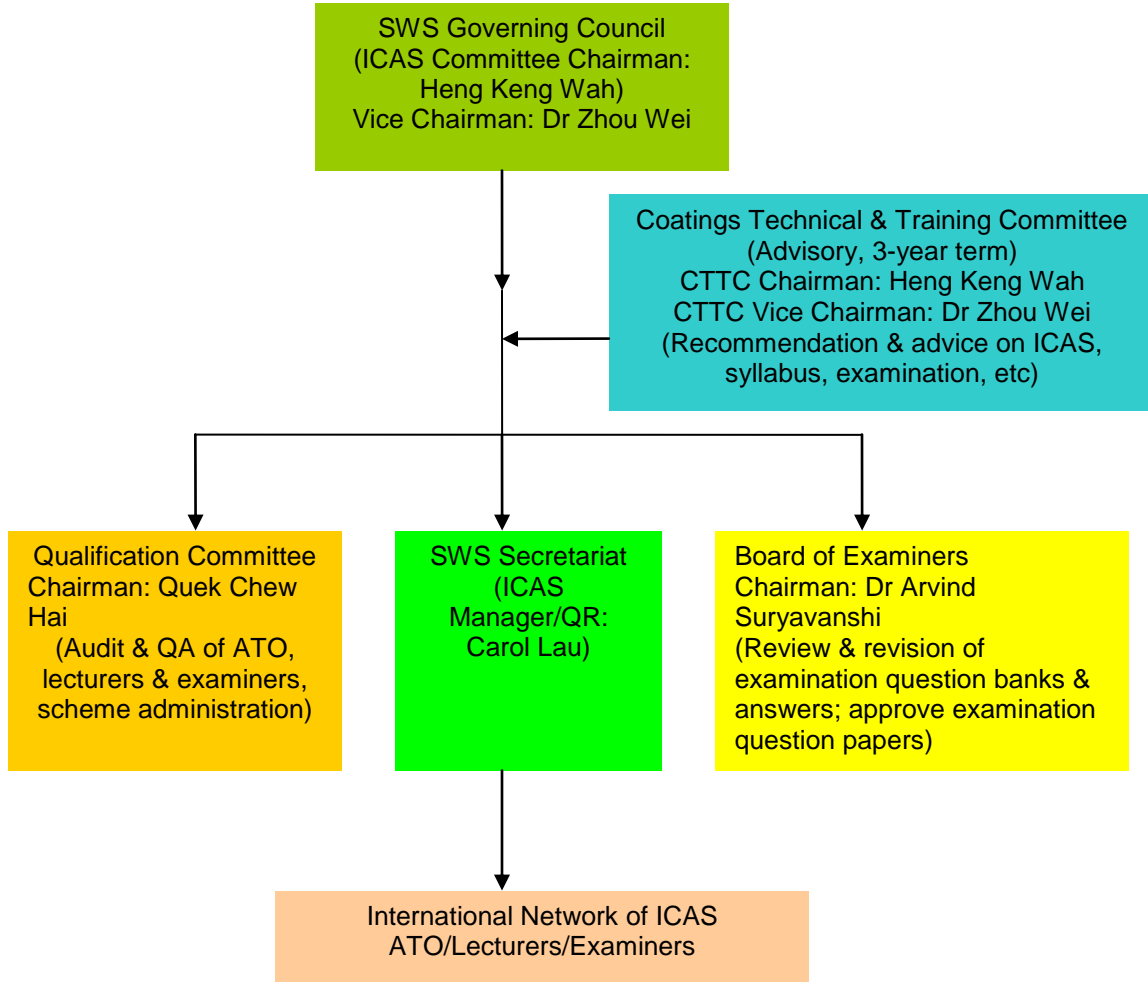 SWS Governing Council
(ICAS Committee Chairman:
Heng Keng Wah)
Vice Chairman: Dr Zhou Wei
Coatings Technical & Training Committee
(Advisory, 3-year term)
CTTC Chairman: Heng Keng Wah
CTTC Vice Chairman: Dr Zhou Wei
(Recommendation & advice on ICAS,
syllabus, examination, etc)
Qualification Committee
Chairman: Quek Chew
Hai
(Audit & QA of ATO,
lecturers & examiners,
scheme administration)
SWS Secretariat
(ICAS
Manager/QR:
Carol Lau)
Board of Examiners
Chairman: Dr Arvind
Suryavanshi
(Review & revision of
examination question banks &
answers; approve examination
question papers)
International Network of ICAS
ATO/Lecturers/Examiners